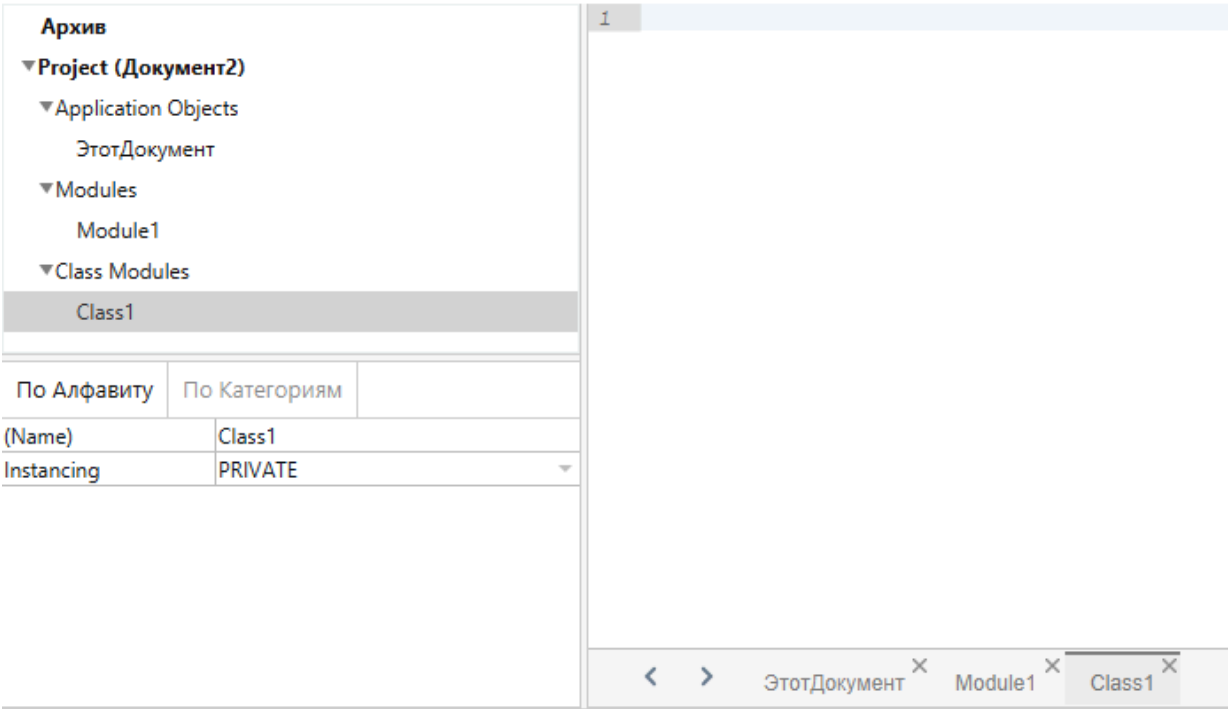 Архив
Project (Документ2)
Application Objects
ЭтотДокумент
Modules
Module1
Class Modules
Class1
По Алфавиту По Категориям
(Name) Class1
Instancing PRIVATE
1
ЭтотДокумент Module1 Class1